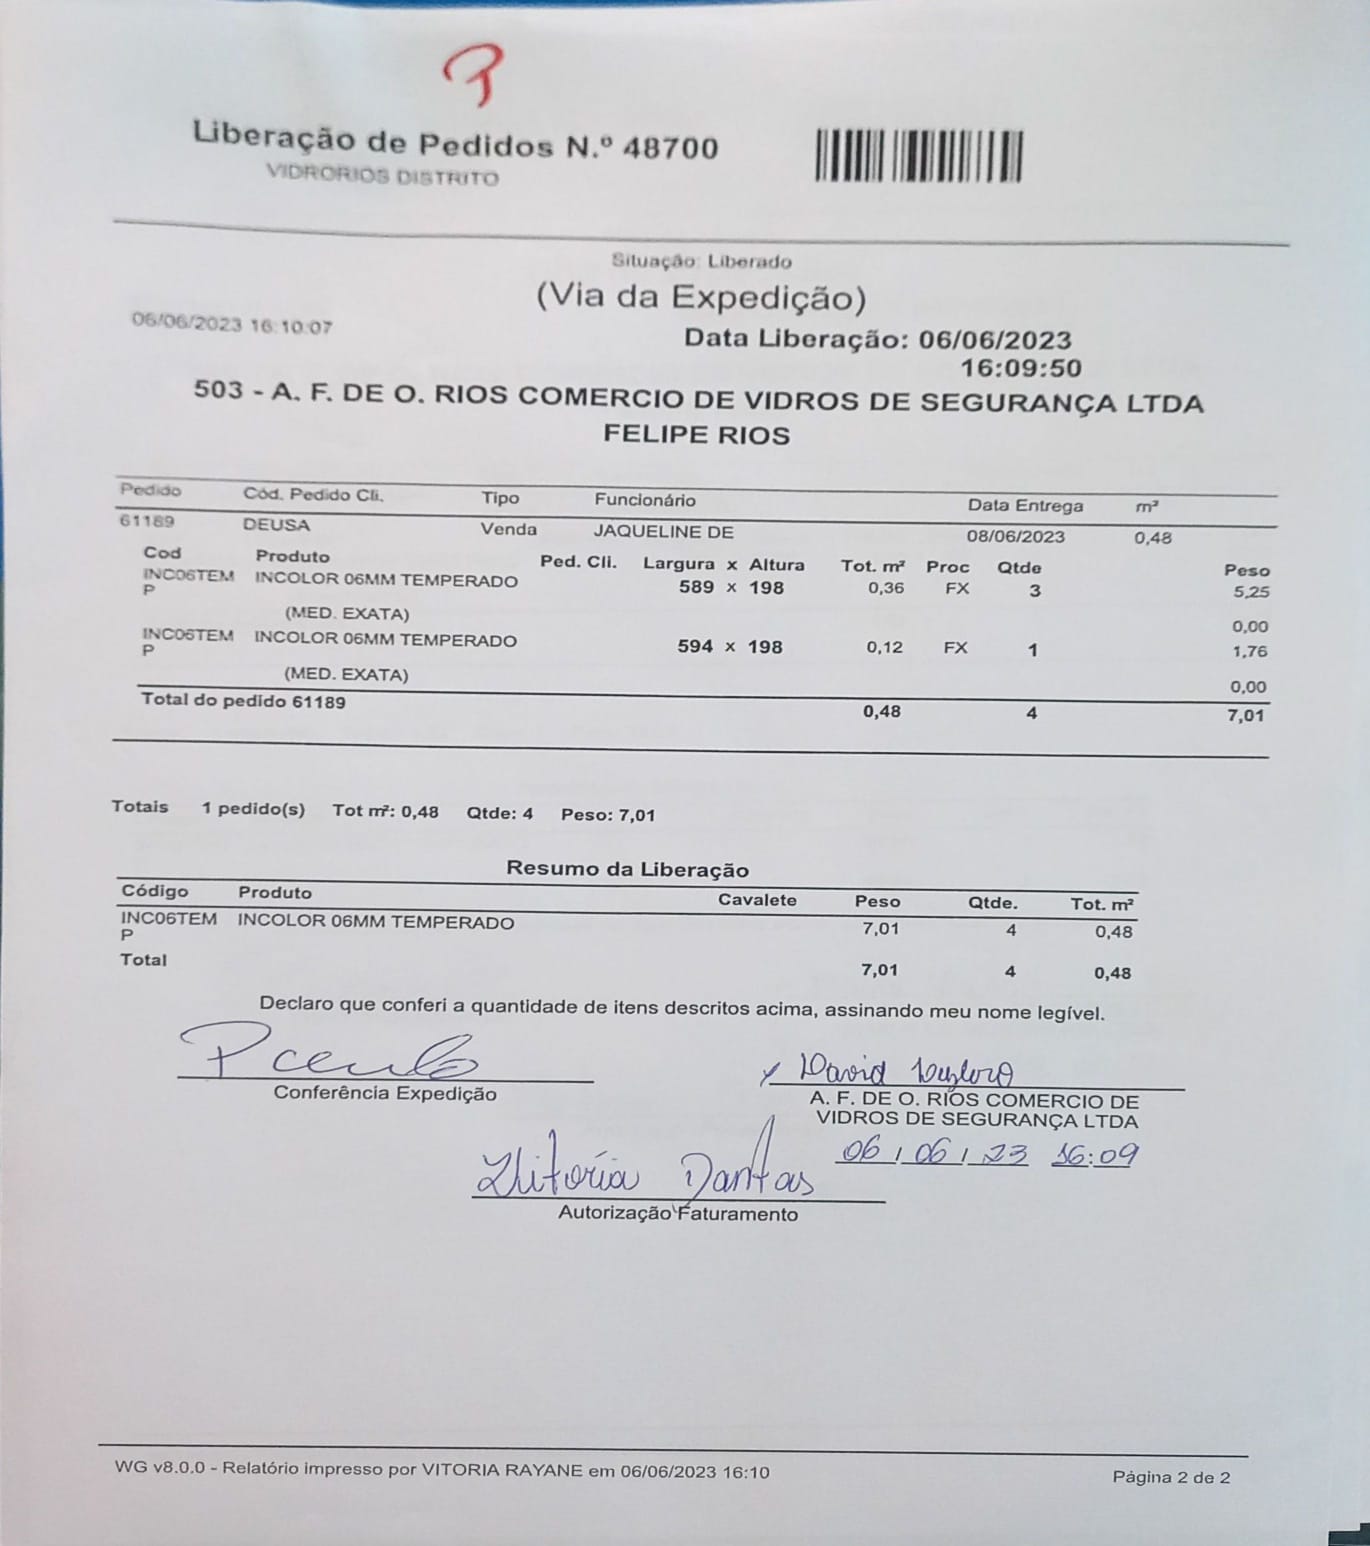 Liberação de Pedidos N.º 48700
VIDRORIOS DISTRITO
Situação: Liberado
(Via da Expedição)
06/06/2023 16:10:07
Data Liberação: 06/06/2023
16:09:50
503 - A. F. DE O. RIOS COMERCIO DE VIDROS DE SEGURANÇA LTDA
FELIPE RIOS
Pedido Cód. Pedido Cli. Tipo Funcionário Data Entrega m²
61189 DEUSA Venda JAQUELINE DE 08/06/2023 0,48
Cod Produto Ped. Cli. Largura x Altura Tot. m² Proc Qtde Peso
INC06TEM INCOLOR 06MM TEMPERADO 589 x 198 0,36 FX 3 5,25
P
(MED. EXATA) 0,00
INC06TEM INCOLOR 06MM TEMPERADO 594 x 198 0,12 FX 1 1,76
P
(MED. EXATA) 0,00
Total do pedido 61189 0,48 4 7,01
Totais 1 pedido(s) Tot m²: 0,48 Qtde: 4 Peso: 7,01
Resumo da Liberação
Código Produto Cavalete Peso Qtde. Tot. m²
INC06TEM INCOLOR 06MM TEMPERADO 7,01 4 0,48
P
Total 7,01 4 0,48
Declaro que conferi a quantidade de itens descritos acima, assinando meu nome legível.
David
Conferência Expedição
A. F. DE O. RIOS COMERCIO DE
VIDROS DE SEGURANÇA LTDA
06/06/23 16:09
Vitoria Dantas
Autorização Faturamento
WG v8.0.0 - Relatório impresso por VITORIA RAYANE em 06/06/2023 16:10
Página 2 de 2